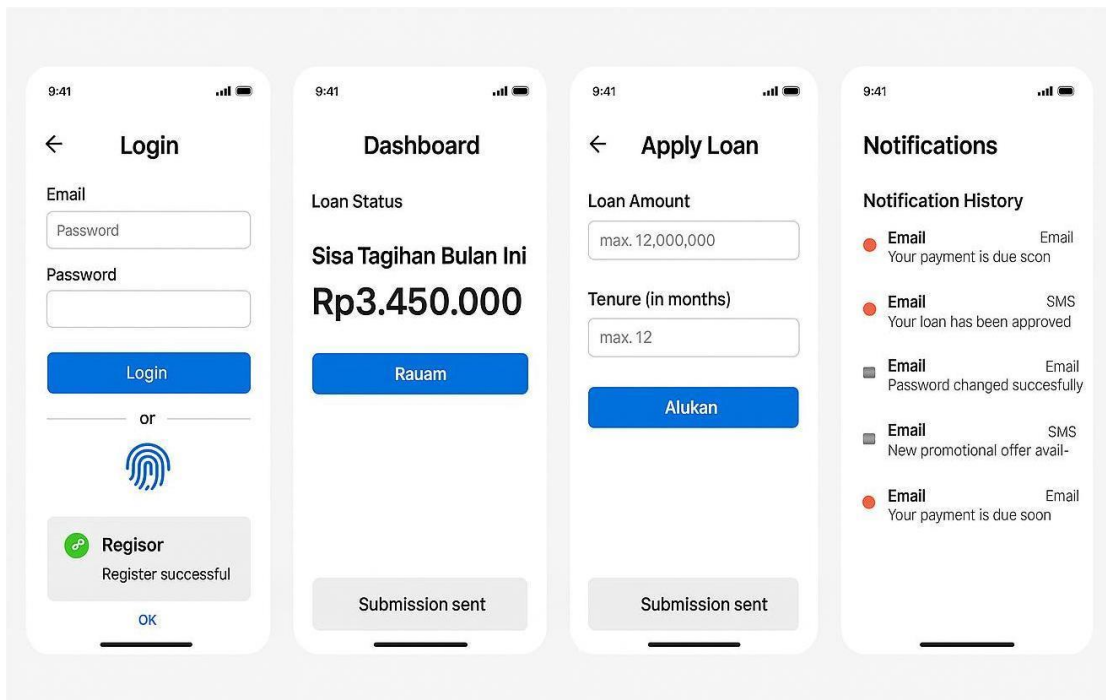 9:41
Login
Email
Password
Password
Login
or
Regisor
Register successful
OK
9:41
Dashboard
Loan Status
Sisa Tagihan Bulan Ini
Rp3.450.000
Rauam
Submission sent
9:41
Apply Loan
Loan Amount
max. 12,000,000
Tenure (in months)
max. 12
Alukan
Submission sent
9:41
Notifications
Notification History
Email Email
Your payment is due scon
Email SMS
Your loan has been approved
Email Email
Password changed succesfully
Email SMS
New promotional offer avail-
Email Email
Your payment is due soon